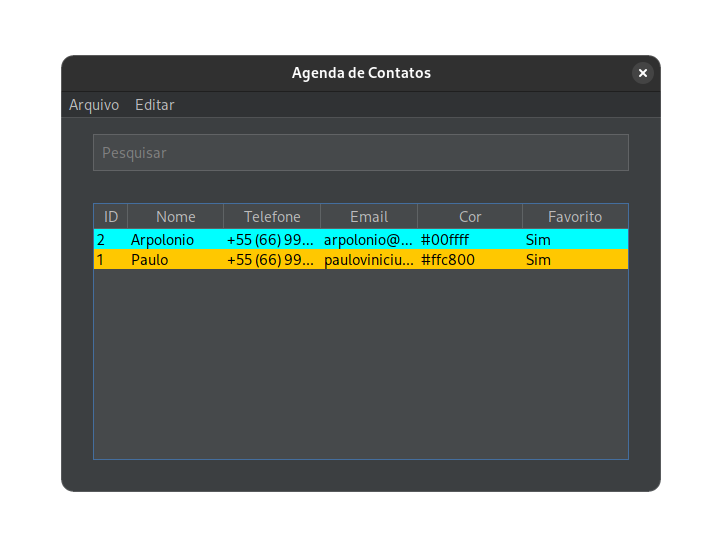 Agenda de Contatos
Arquivo Editar
Pesquisar
ID Nome Telefone Email Cor Favorito
2 Arpolonio +55 (66) 99... arpolonio@... #00ffff Sim
1 Paulo +55 (66) 99... pauloviniciu... #ffc800 Sim